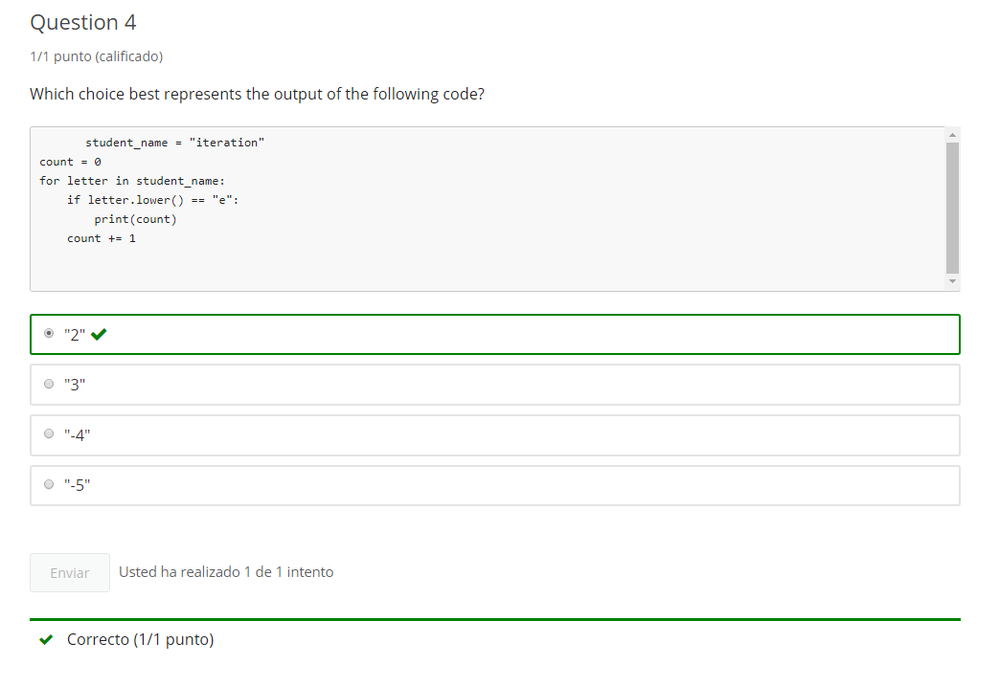 Question 4
1/1 punto (calificado)
Which choice best represents the output of the following code?
student_name = "iteration"
count = 0
for letter in student_name:
    if letter.lower() == "e":
        print(count)
    count += 1
"2"
"3"
"-4"
"-5"
Enviar Usted ha realizado 1 de 1 intento
Correcto (1/1 punto)